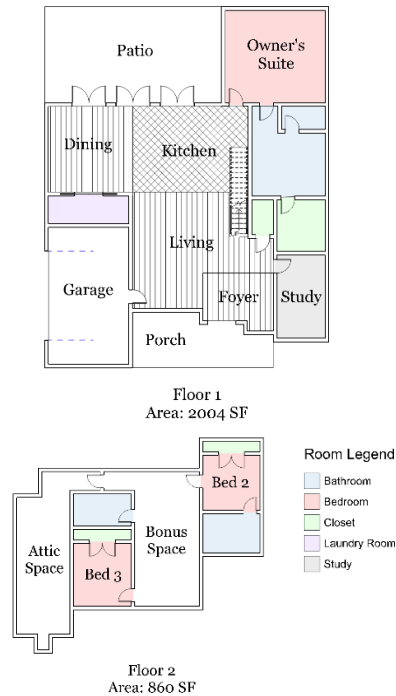 Patio
Owner's
Suite
Dining
Kitchen
Living
Garage
Foyer
Study
Porch
Floor 1
Area: 2004 SF
Room Legend
Bathroom
Bedroom
Closet
Laundry Room
Study
Bed 2
Bonus
Space
Attic
Space
Bed 3
Floor 2
Area: 860 SF